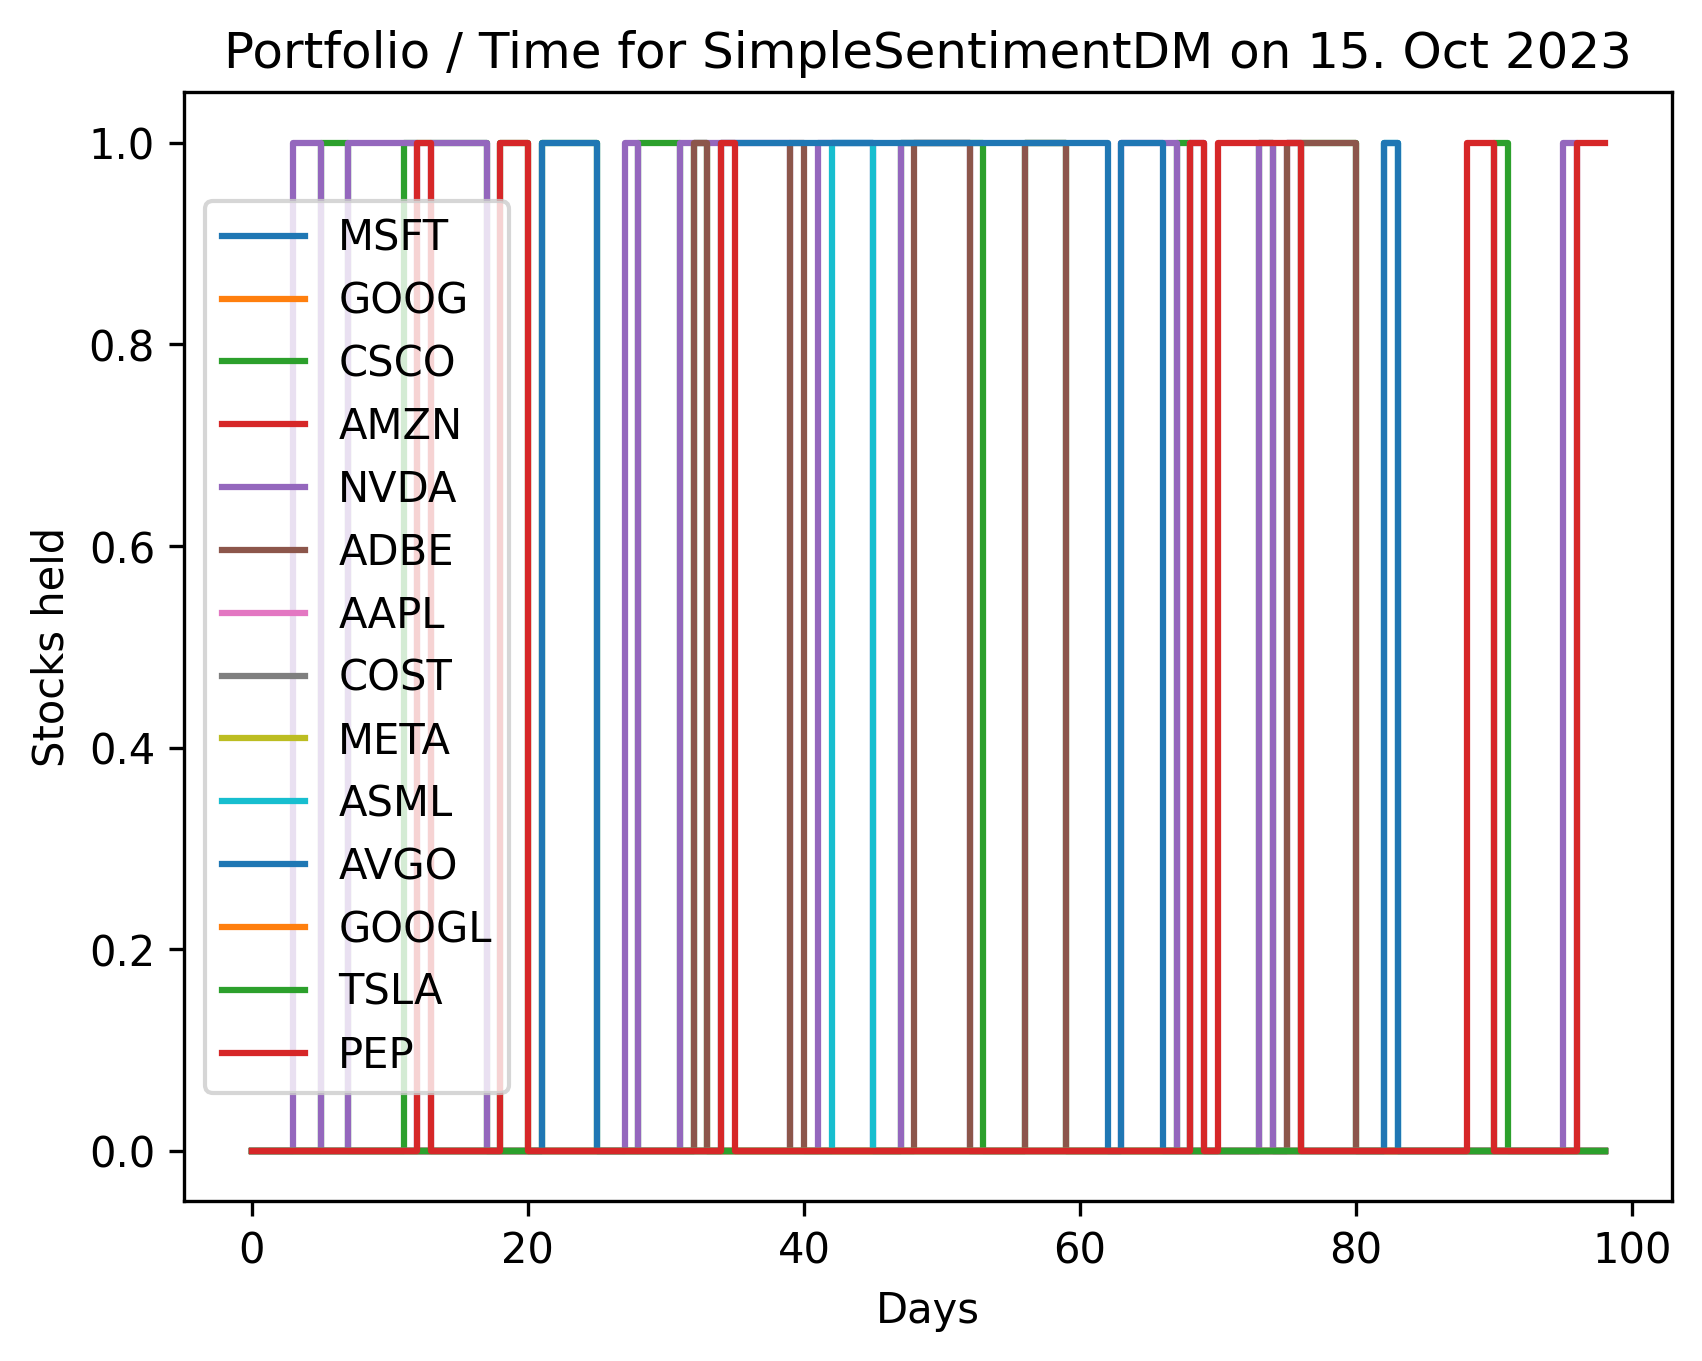 Portfolio / Time for SimpleSentimentDM on 15. Oct 2023
1.0
0.8
0.6
0.4
0.2
0.0
Stocks held
MSFT
GOOG
CSCO
AMZN
NVDA
ADBE
AAPL
COST
META
ASML
AVGO
GOOGL
TSLA
PEP
0 20 40 60 80 100
Days